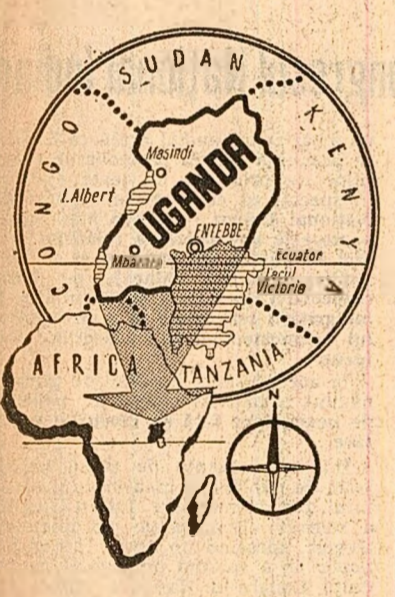 SUDAN
KENYA
CONGO
Masindi
L.Albert
UGANDA
ENTEBBE
Mbarara
Ecuator
Lacul
Victoria
TANZANIA
AFRICA
N